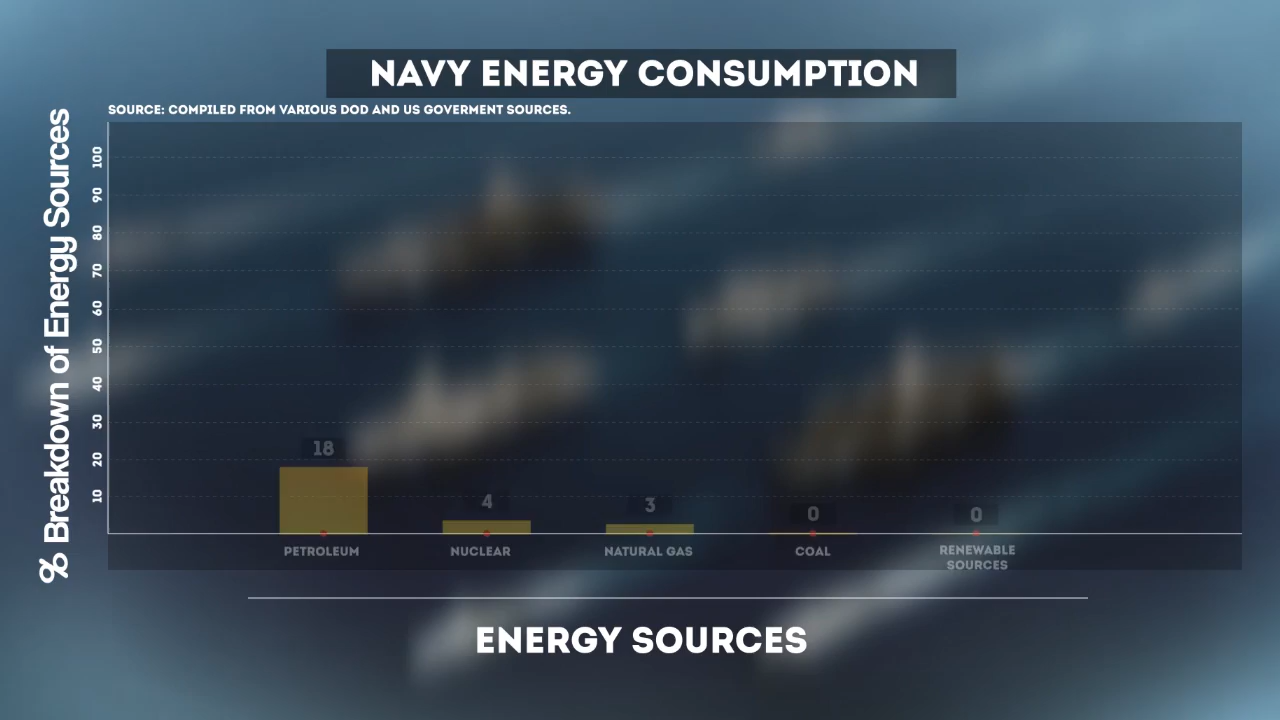 NAVY ENERGY CONSUMPTION
SOURCE: COMPILED FROM VARIOUS DOD AND US GOVERMENT SOURCES.
% Breakdown of Energy Sources
100
90
80
70
60
50
40
30
20
10
18
4
3
0
0
PETROLEUM
NUCLEAR
NATURAL GAS
COAL
RENEWABLE
SOURCES
ENERGY SOURCES